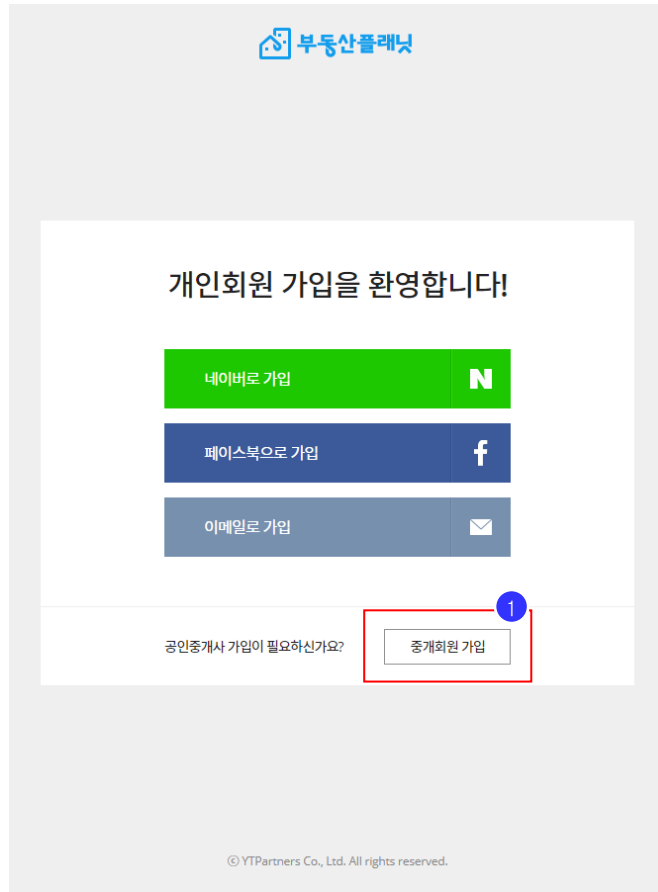 부동산플래닛
개인회원 가입을 환영합니다!
네이버로 가입 N
페이스북으로 가입 f
이메일로 가입
1
공인중개사 가입이 필요하신가요? 중개회원 가입
ⓒ YTPartners Co., Ltd. All rights reserved.